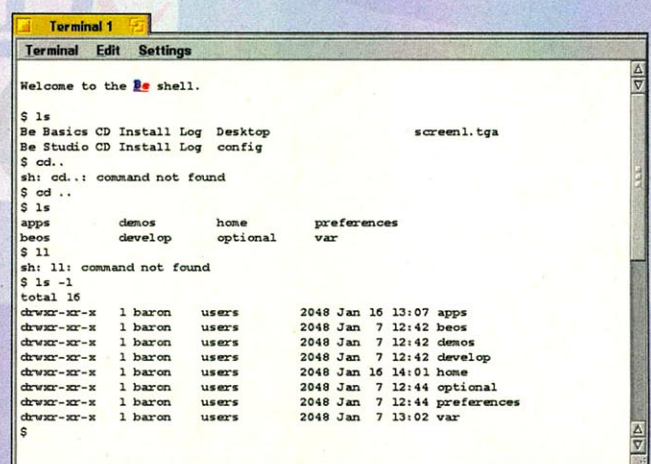 Terminal 1
Terminal Edit Settings
Welcome to the Be shell.
$ ls
Be Basics CD Install Log Desktop screen1.tga
Be Studio CD Install Log config
$ cd..
sh: cd..: command not found
$ cd ..
$ ls
apps demos home preferences
beos develop optional var
$ ll
sh: ll: command not found
$ ls -l
total 16
drwxr-xr-x 1 baron users 2048 Jan 16 13:07 apps
drwxr-xr-x 1 baron users 2048 Jan 7 12:42 beos
drwxr-xr-x 1 baron users 2048 Jan 7 12:42 demos
drwxr-xr-x 1 baron users 2048 Jan 7 12:42 develop
drwxr-xr-x 1 baron users 2048 Jan 16 14:01 home
drwxr-xr-x 1 baron users 2048 Jan 7 12:44 optional
drwxr-xr-x 1 baron users 2048 Jan 7 12:44 preferences
drwxr-xr-x 1 baron users 2048 Jan 7 13:02 var
$